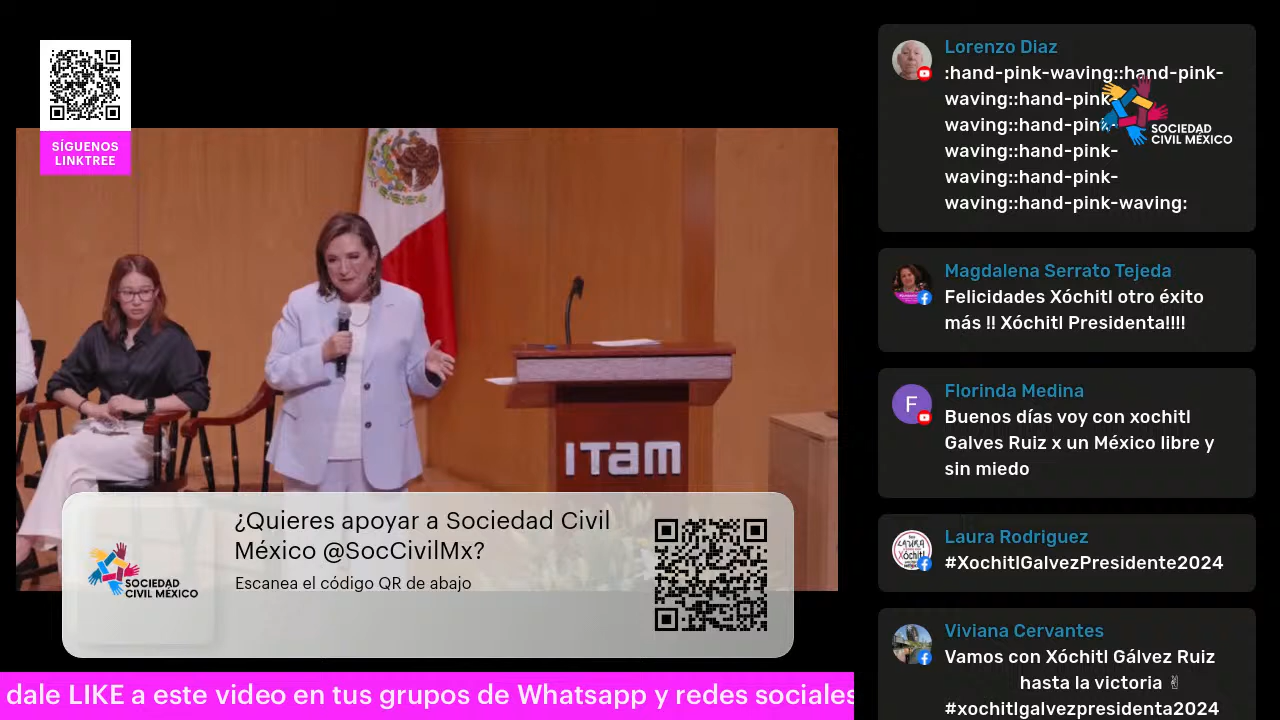 SÍGUENOS
LINKTREE
ITAM
¿Quieres apoyar a Sociedad Civil
México @SocCivilMx?
Escanea el código QR de abajo
SOCIEDAD
CIVIL MÉXICO
dale LIKE a este video en tus grupos de Whatsapp y redes sociales
Lorenzo Diaz
:hand-pink-waving::hand-pink-
waving::hand-pink-
waving::hand-pink-
waving::hand-pink-
waving::hand-pink-
waving::hand-pink-waving:
SOCIEDAD
CIVIL MÉXICO
Magdalena Serrato Tejeda
Felicidades Xóchitl otro éxito
más !! Xóchitl Presidenta!!!!
F
Florinda Medina
Buenos días voy con xochitl
Galves Ruiz x un México libre y
sin miedo
Laura Rodriguez
#XochitlGalvezPresidente2024
Viviana Cervantes
Vamos con Xóchitl Gálvez Ruiz
hasta la victoria ✌
#xochitlgalvezpresidenta2024